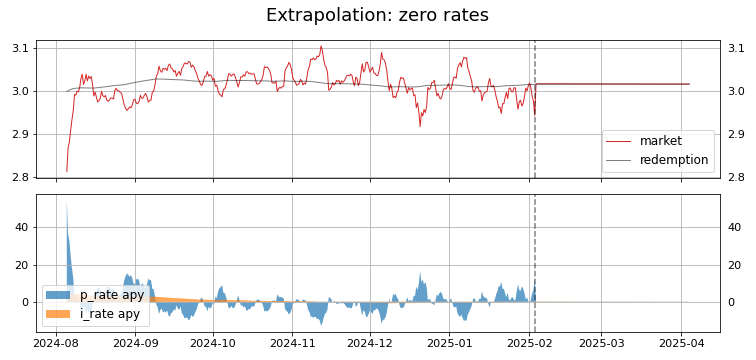 Extrapolation: zero rates
3.1 3.1
3.0 3.0
2.9 2.9
2.8 2.8
market
redemption
40 40
20 20
0 0
p_rate apy
i_rate apy
2024-08 2024-09 2024-10 2024-11 2024-12 2025-01 2025-02 2025-03 2025-04